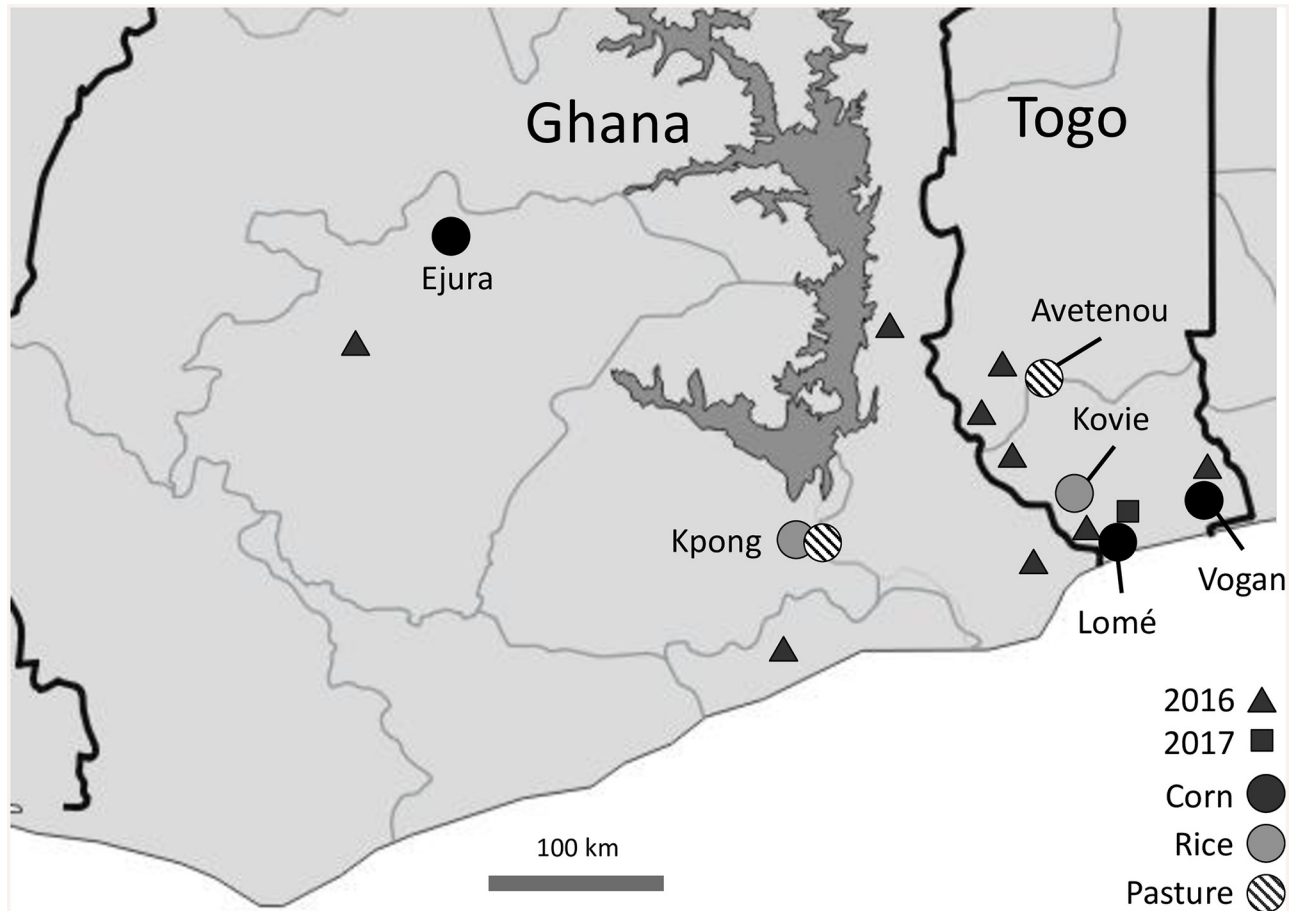 Ghana
Togo
Ejura
Avetenou
Kovie
Kpong
Vogan
Lomé
2016
2017
Corn
Rice
Pasture
100 km